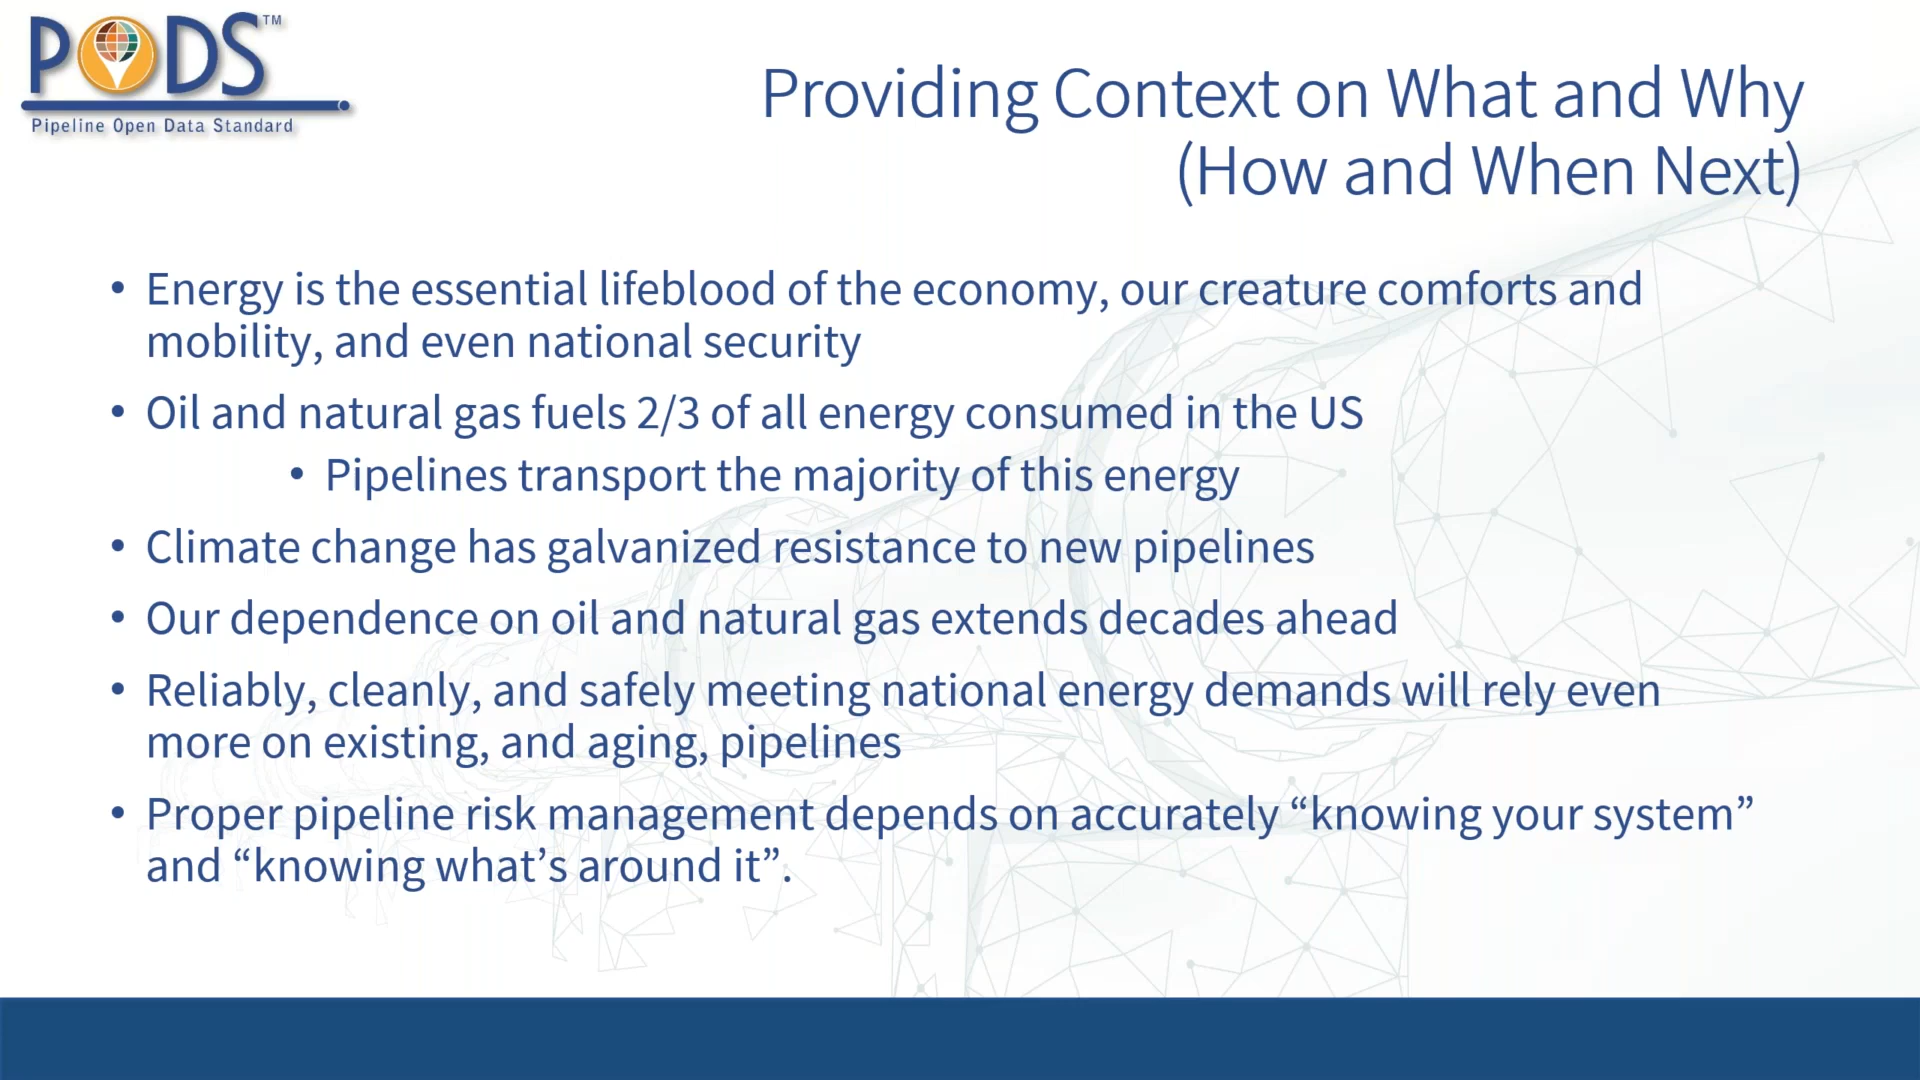 PODS™
Pipeline Open Data Standard
Providing Context on What and Why
(How and When Next)
• Energy is the essential lifeblood of the economy, our creature comforts and
mobility, and even national security
• Oil and natural gas fuels 2/3 of all energy consumed in the US
• Pipelines transport the majority of this energy
• Climate change has galvanized resistance to new pipelines
• Our dependence on oil and natural gas extends decades ahead
• Reliably, cleanly, and safely meeting national energy demands will rely even
more on existing, and aging, pipelines
• Proper pipeline risk management depends on accurately “knowing your system”
and “knowing what’s around it”.